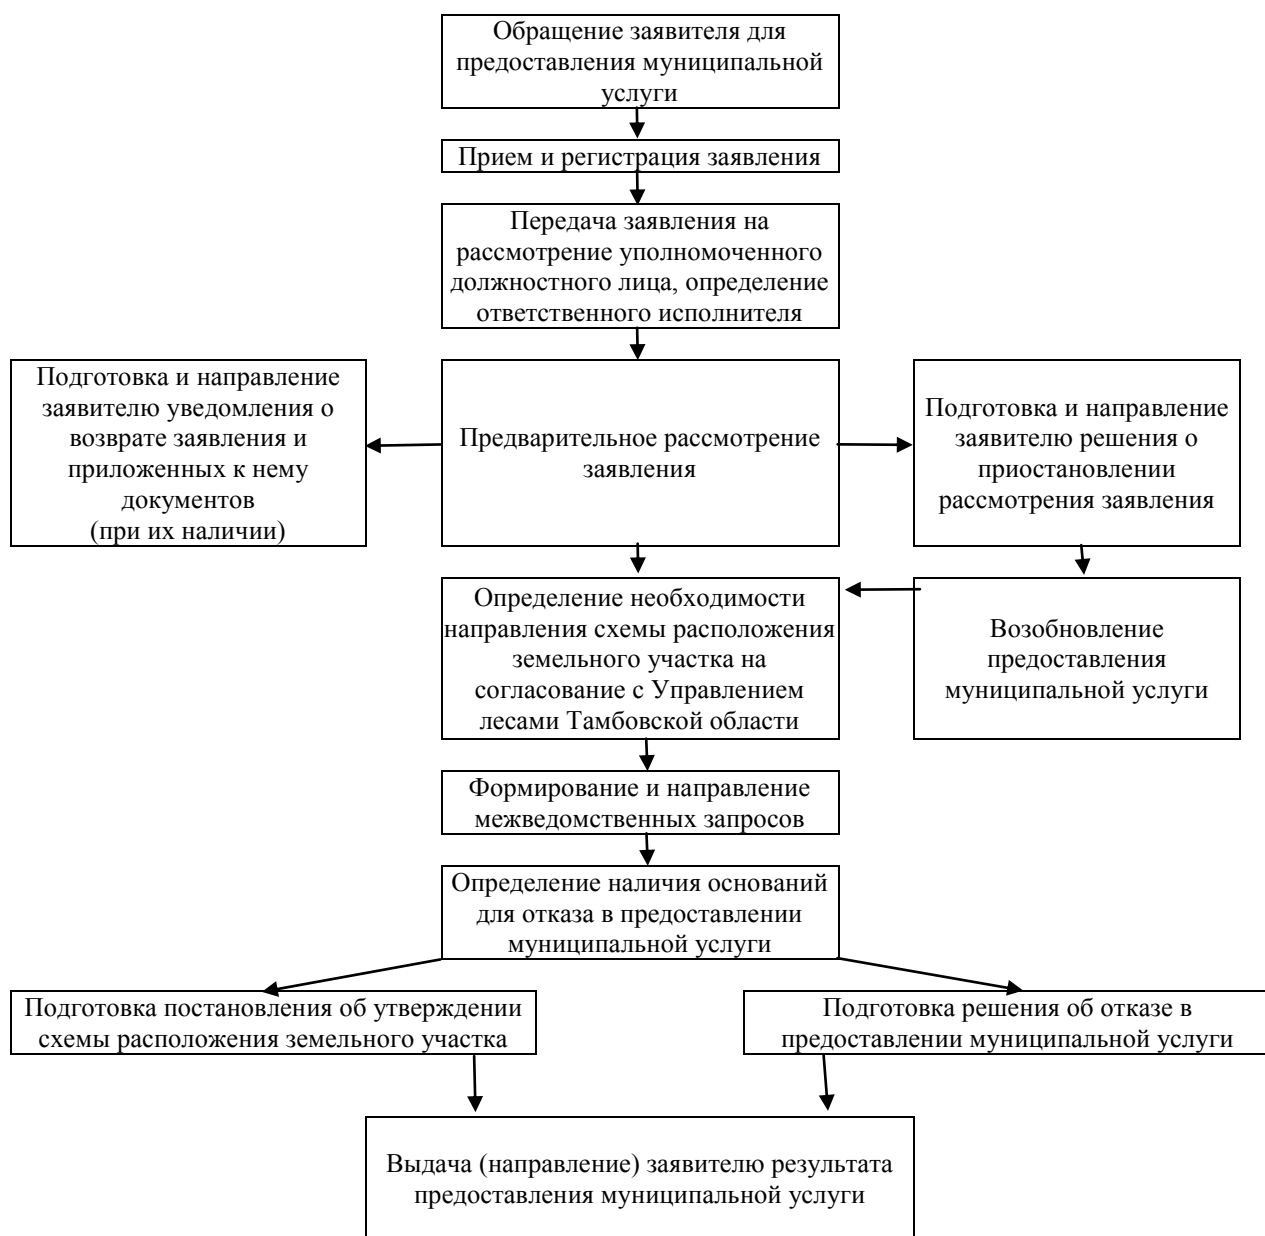 Обращение заявителя для
предоставления муниципальной
услуги
Прием и регистрация заявления
Передача заявления на
рассмотрение уполномоченного
должностного лица, определение
ответственного исполнителя
Подготовка и направление
заявителю уведомления о
возврате заявления и
приложенных к нему
документов
(при их наличии)
Предварительное рассмотрение
заявления
Подготовка и направление
заявителю решения о
приостановлении
рассмотрения заявления
Определение необходимости
направления схемы расположения
земельного участка на
согласование с Управлением
лесами Тамбовской области
Возобновление
предоставления
муниципальной услуги
Формирование и направление
межведомственных запросов
Определение наличия оснований
для отказа в предоставлении
муниципальной услуги
Подготовка постановления об утверждении
схемы расположения земельного участка
Подготовка решения об отказе в
предоставлении муниципальной услуги
Выдача (направление) заявителю результата
предоставления муниципальной услуги